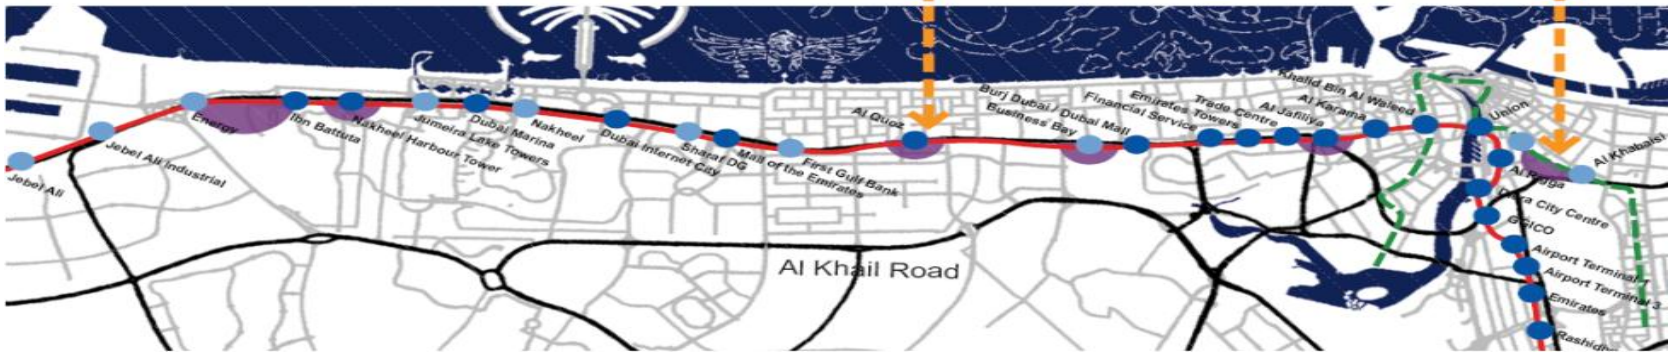 Jebel Ali
Jebel Ali Industrial
Energy
Ibn Battuta
Nakheel Harbour Tower
Jumeira Lake Towers
Dubai Marina
Nakheel
Dubai Internet City
Sharaf DG
Mall of the Emirates
First Gulf Bank
Al Quoz
Business Bay
Burj Dubai / Dubai Mall
Financial Service
Emirates
Towers
Trade Centre
Al Jafiliya
Al Karama
Khalid Bin Al Waleed
Union
Al Khabaisi
Al Rigga
Deira City Centre
GGICO
Airport Terminal 1
Airport Terminal 3
Emirates
Al Khail Road